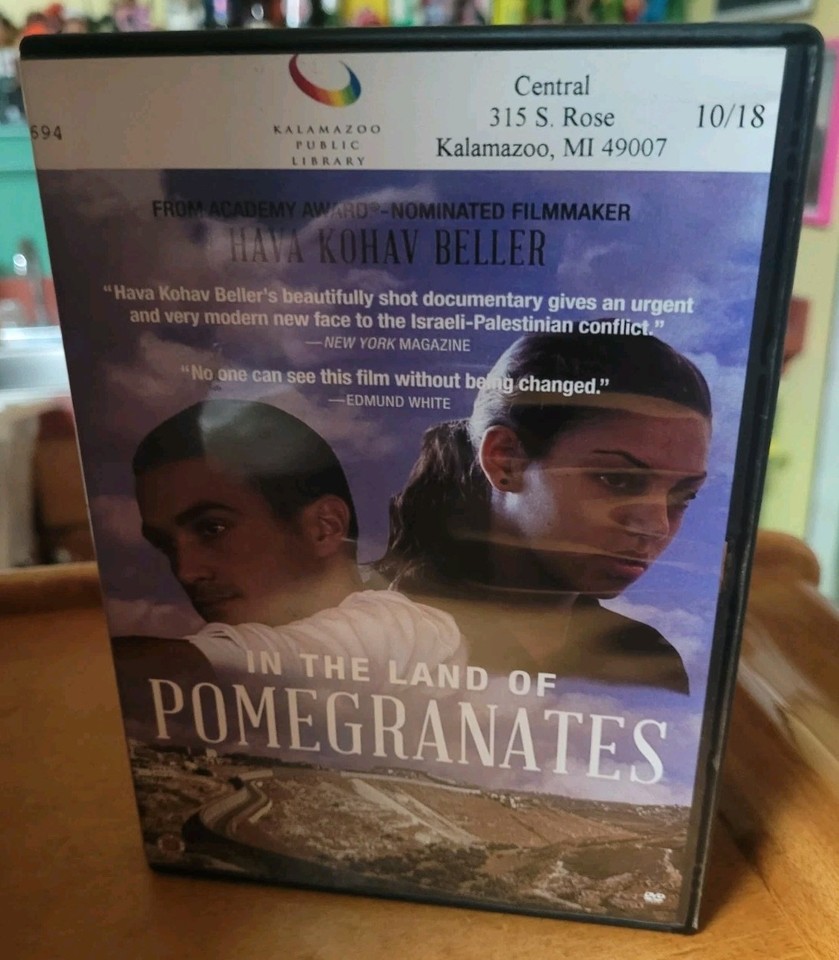 694
KALAMAZOO
PUBLIC
LIBRARY
Central
315 S. Rose
Kalamazoo, MI 49007
10/18
FROM ACADEMY AWARD®-NOMINATED FILMMAKER
HAVA KOHAV BELLER
“Hava Kohav Beller's beautifully shot documentary gives an urgent
and very modern new face to the Israeli-Palestinian conflict.”
—NEW YORK MAGAZINE
“No one can see this film without being changed.”
—EDMUND WHITE
IN THE LAND OF
POMEGRANATES